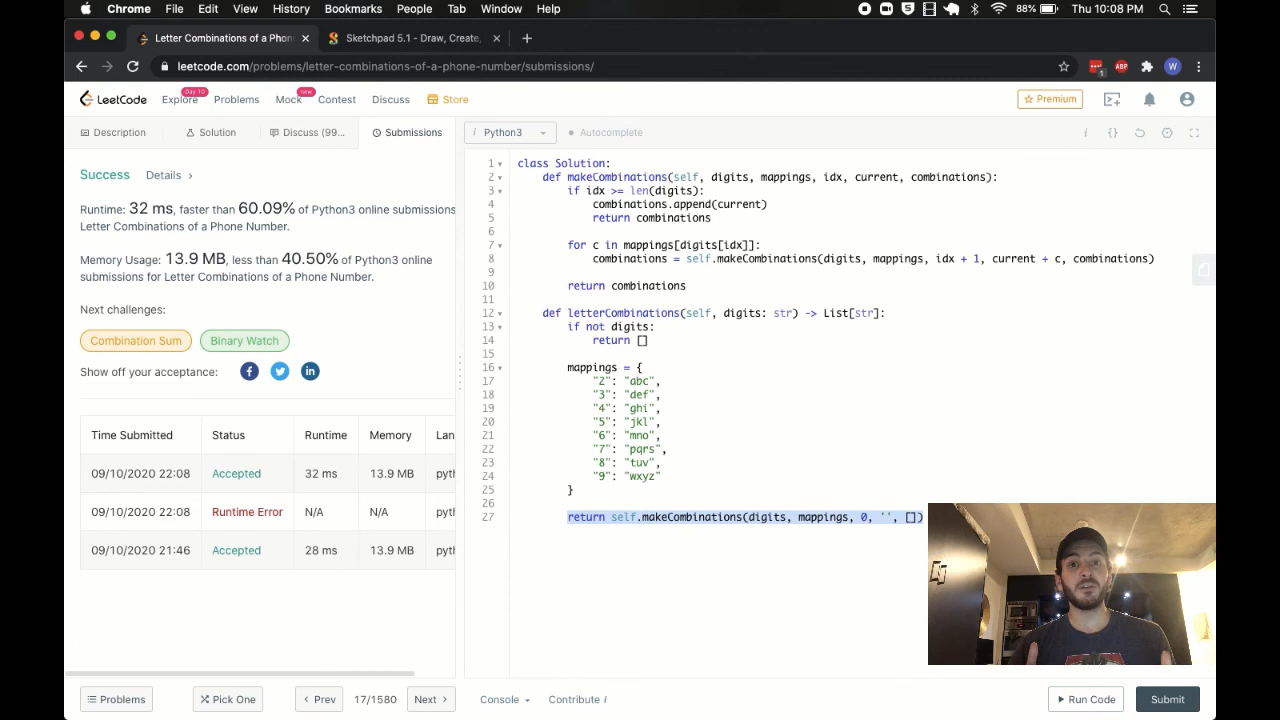 Chrome File Edit View History Bookmarks People Tab Window Help 88% Thu 10:08 PM
Letter Combinations of a Phon Sketchpad 5.1 - Draw, Create,
leetcode.com/problems/letter-combinations-of-a-phone-number/submissions/ 1 ABP W
LeetCode Explore Day 10 Problems Mock new Contest Discuss Store Premium
Description Solution Discuss (99... Submissions i Python3 Autocomplete i {}
Success Details >
Runtime: 32 ms, faster than 60.09% of Python3 online submissions
Letter Combinations of a Phone Number.
Memory Usage: 13.9 MB, less than 40.50% of Python3 online
submissions for Letter Combinations of a Phone Number.
Next challenges:
Combination Sum Binary Watch
Show off your acceptance:
Time Submitted Status Runtime Memory Lan
09/10/2020 22:08 Accepted 32 ms 13.9 MB pyth
09/10/2020 22:08 Runtime Error N/A N/A pyth
09/10/2020 21:46 Accepted 28 ms 13.9 MB pyth
1 class Solution:
2 def makeCombinations(self, digits, mappings, idx, current, combinations):
3 if idx >= len(digits):
4 combinations.append(current)
5 return combinations
6
7 for c in mappings[digits[idx]]:
8 combinations = self.makeCombinations(digits, mappings, idx + 1, current + c, combinations)
9
10 return combinations
11
12 def letterCombinations(self, digits: str) -> List[str]:
13 if not digits:
14 return []
15
16 mappings = {
17 "2": "abc",
18 "3": "def",
19 "4": "ghi",
20 "5": "jkl",
21 "6": "mno",
22 "7": "pqrs",
23 "8": "tuv",
24 "9": "wxyz"
25 }
26
27 return self.makeCombinations(digits, mappings, 0, '', [])
Problems Pick One < Prev 17/1580 Next > Console Contribute i Run Code Submit